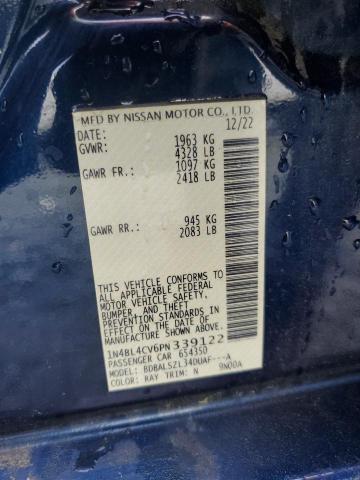 MFD BY NISSAN MOTOR CO., LTD.
DATE: 12/22
GVWR: 1963 KG
4328 LB
GAWR FR.: 1097 KG
2418 LB
GAWR RR.: 945 KG
2083 LB
THIS VEHICLE CONFORMS TO
ALL APPLICABLE U.S. FEDERAL
MOTOR VEHICLE SAFETY,
BUMPER, AND THEFT
PREVENTION STANDARDS IN
EFFECT ON THE DATE OF
MANUFACTURE SHOWN ABOVE.
1N4BL4CV6PN339122
PASSENGER CAR 654350
MODEL: BDBALSZL34DUAF---A
COLOR: RAY TRIM: N 9N00A